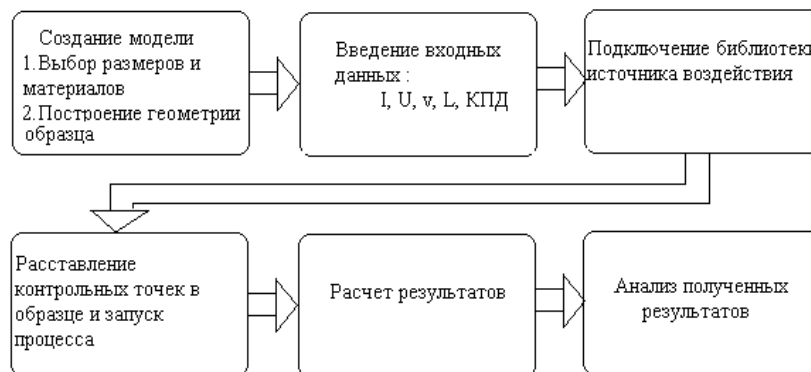 Создание модели
1.Выбор размеров и
материалов
2.Построение геометрии
образца
Введение входных
данных :
I, U, v, L, КПД
Подключение библиотеки
источника воздействия
Расставление
контрольных точек в
образце и запуск
процесса
Расчет результатов
Анализ полученных
результатов